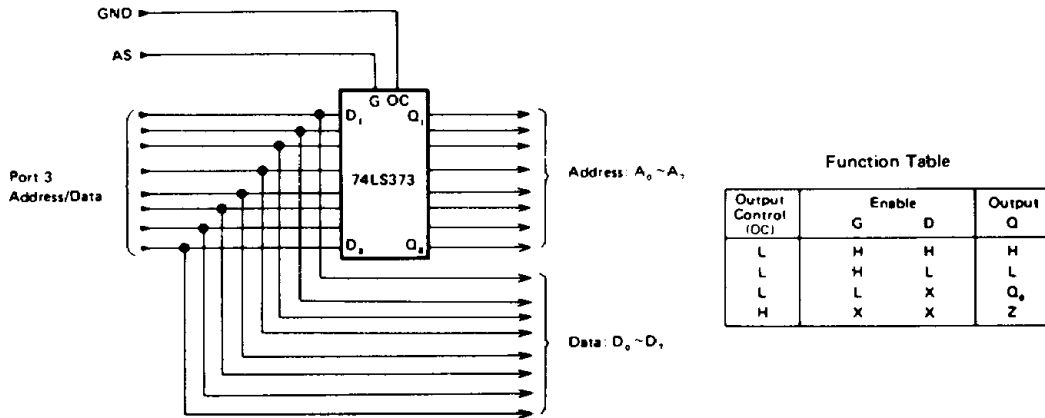 GND
AS
G OC
D₁ Q₁
74LS373
D₈ Q₈
Port 3
Address/Data
Address: A₀~A₇
Data: D₀~D₇
Function Table
Output Control (OC) Enable Output
G D Q
L H H H
L H L L
L L X Q₀
H X X Z